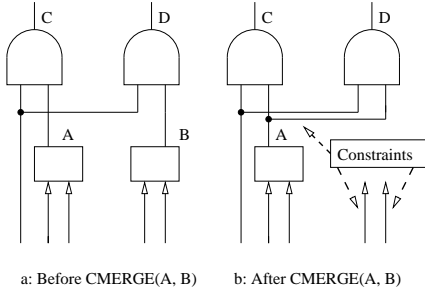 C
D
C
D
A
B
A
Constraints
a: Before CMERGE(A, B)
b: After CMERGE(A, B)